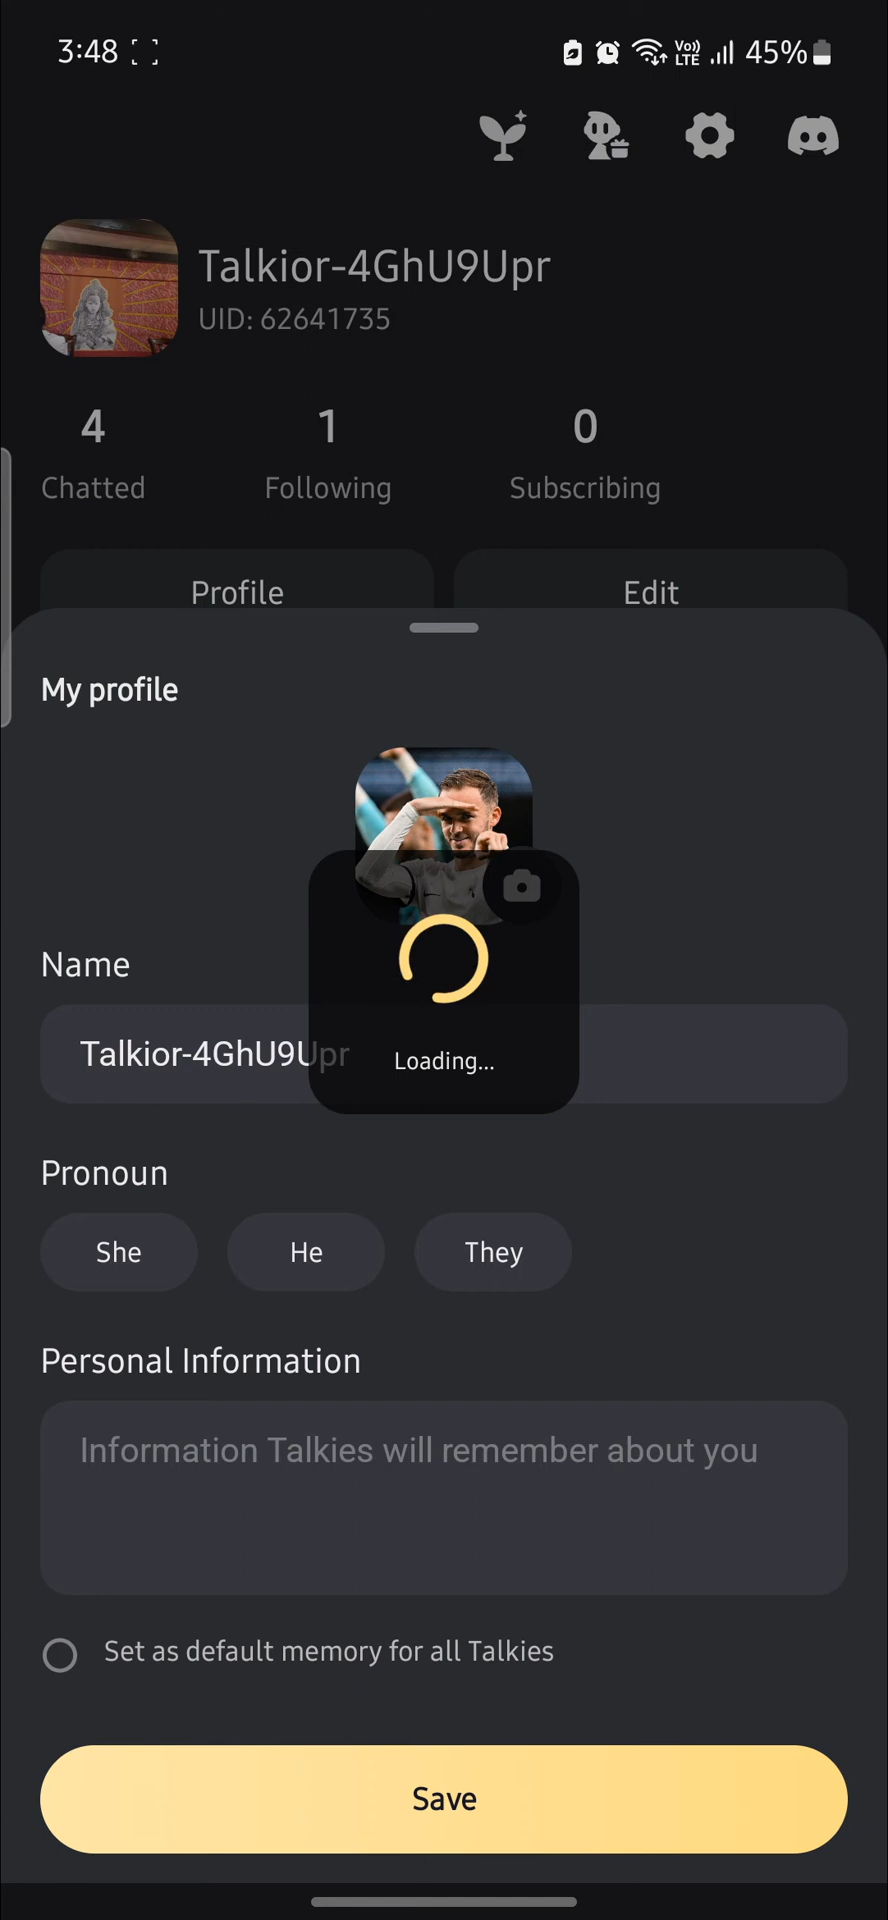 3:48
Vo))
LTE
45%
Talkior-4GhU9Upr
UID: 62641735
4
1
0
Chatted
Following
Subscribing
Profile
Edit
My profile
Name
Talkior-4GhU9Upr
Loading...
Pronoun
She
He
They
Personal Information
Information Talkies will remember about you
Set as default memory for all Talkies
Save